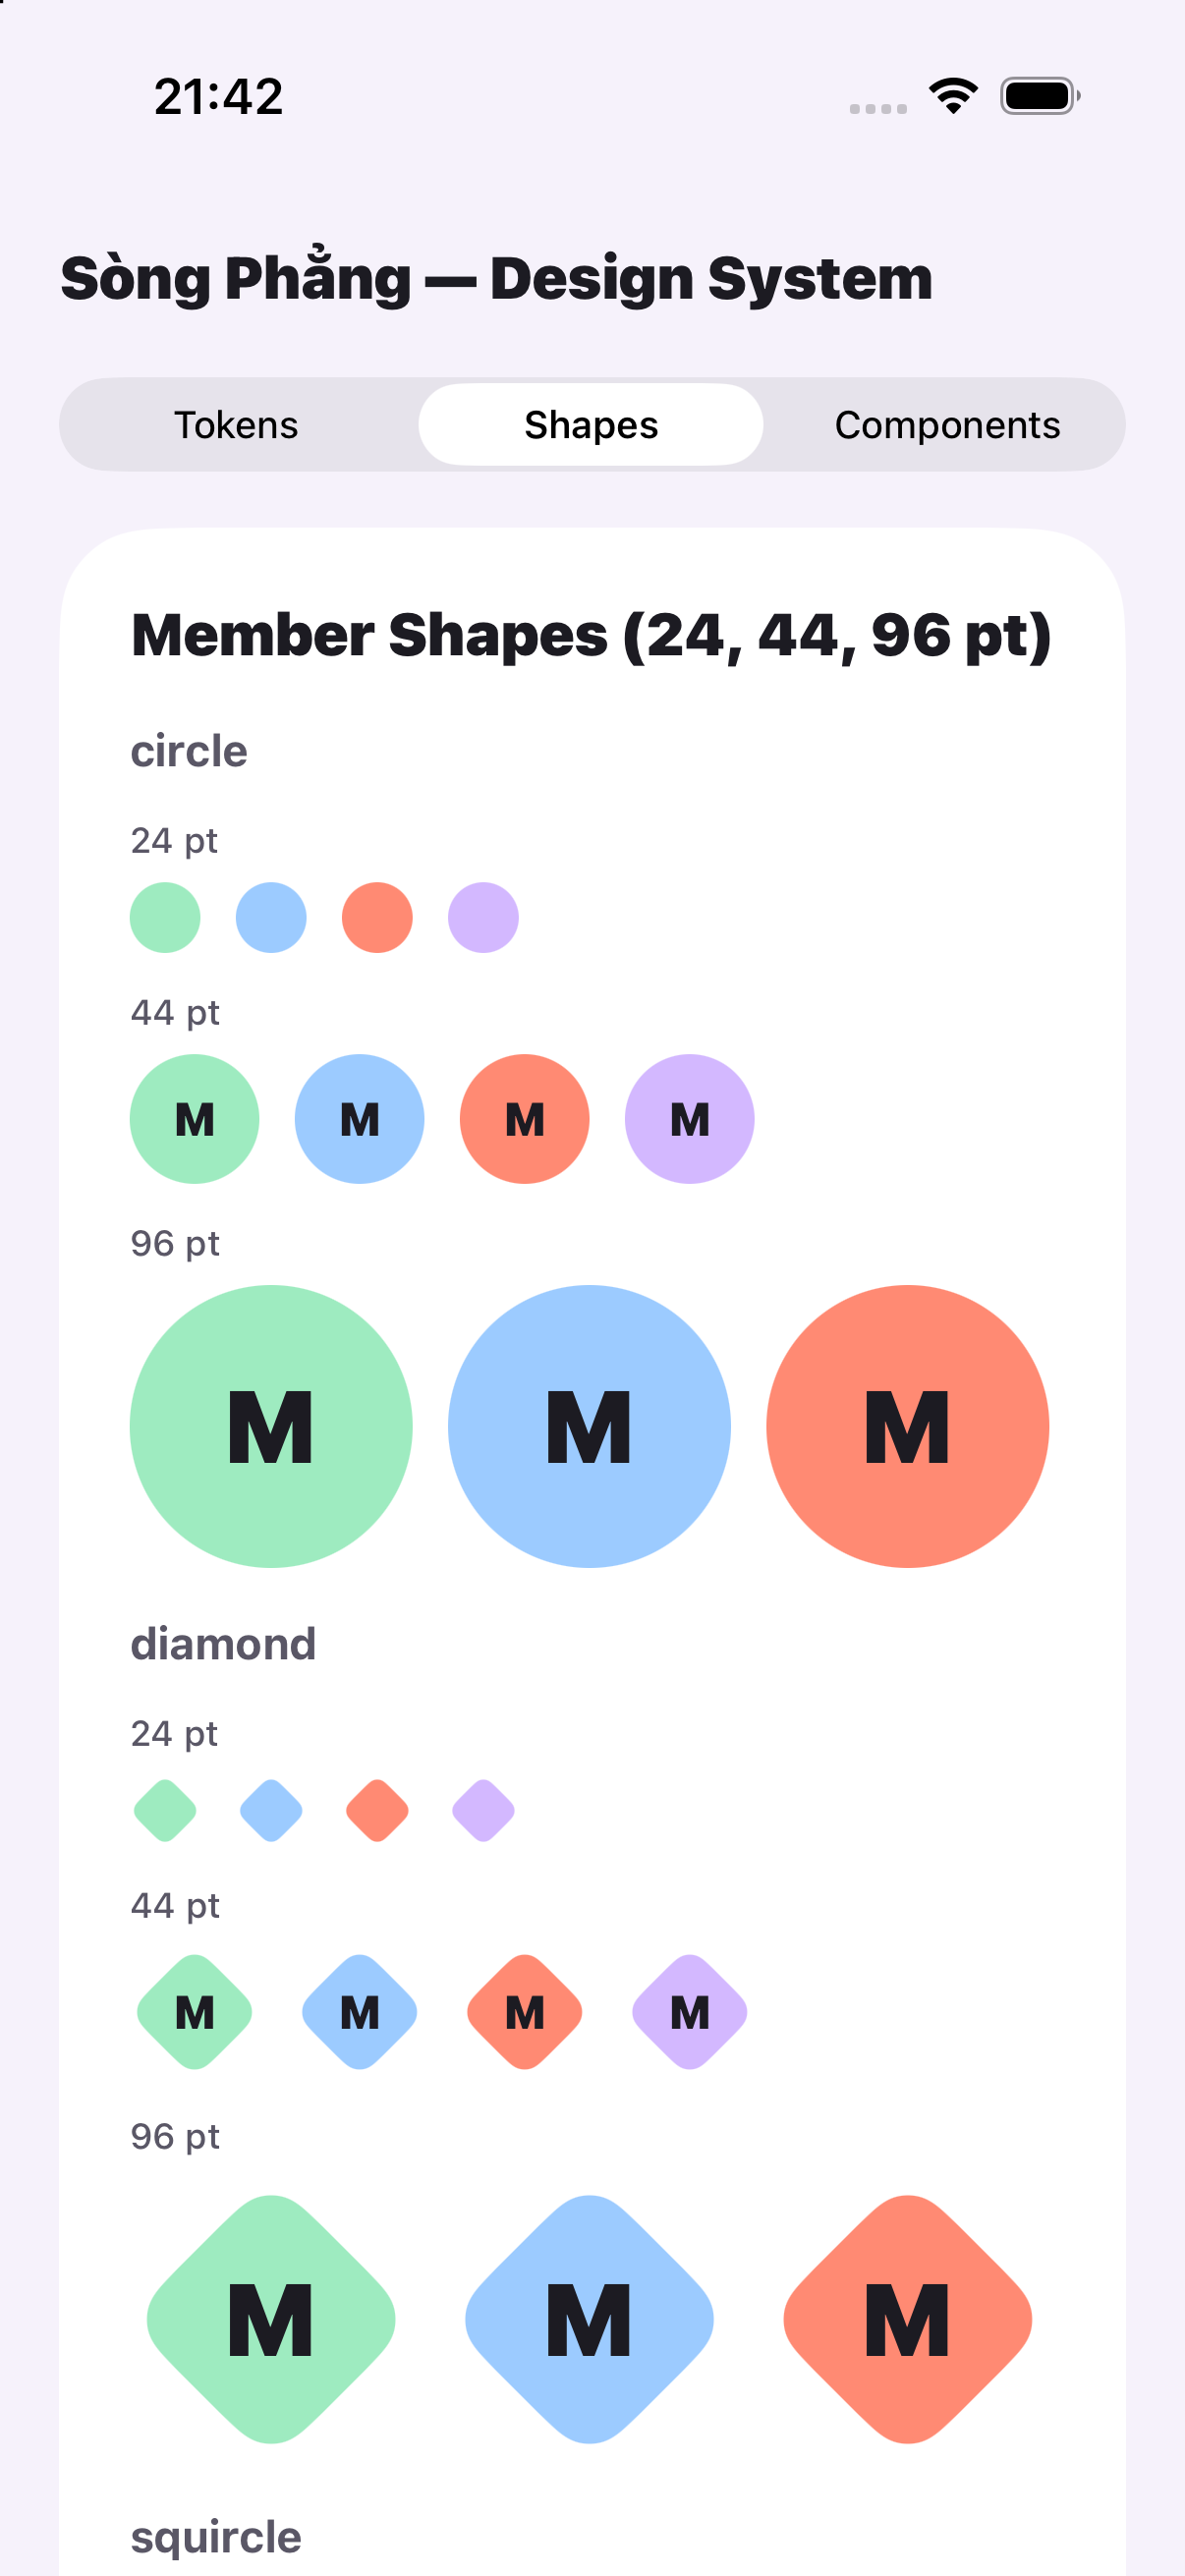 21:42
Sòng Phẳng — Design System
Tokens Shapes Components
Member Shapes (24, 44, 96 pt)
circle
24 pt
44 pt
M M M M
96 pt
M M M
diamond
24 pt
44 pt
M M M M
96 pt
M M M
squircle